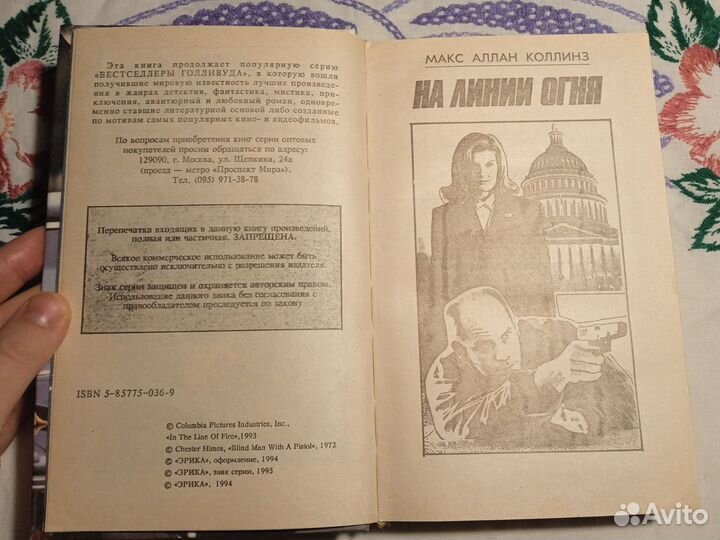 Эта книга продолжает популярную серию
«БЕСТСЕЛЛЕРЫ ГОЛЛИВУДА», в которую вошли
получившие мировую известность лучшие произведе-
ния в жанрах детектив, фантастика, мистика, при-
ключения, авантюрный и любовный роман, одновре-
менно ставшие литературной основой либо созданные
по мотивам самых популярных кино- и видеофильмов.
По вопросам приобретения книг серии оптовых
покупателей просим обращаться по адресу:
129090, г. Москва, ул. Щепкина, 24а
(проезд — метро «Проспект Мира»).
Тел. (095) 971-38-78
Перепечатка входящих в данную книгу произведений,
полная или частичная, ЗАПРЕЩЕНА.
Всякое коммерческое использование может быть
осуществлено исключительно с разрешения издателя.
Знак серии защищен и охраняется авторским правом.
Использование данного знака без согласования с
правообладателем преследуется по закону
ISBN 5-85775-036-9
© Columbia Pictures Industries, Inc.,
«In The Line Of Fire», 1993
© Chester Himes, «Blind Man With A Pistol», 1972
© «ЭРИКА», оформление, 1994
© «ЭРИКА», знак серии, 1993
© «ЭРИКА», 1994
МАКС АЛЛАН КОЛЛИНЗ
НА ЛИНИИ ОГНЯ
Avito